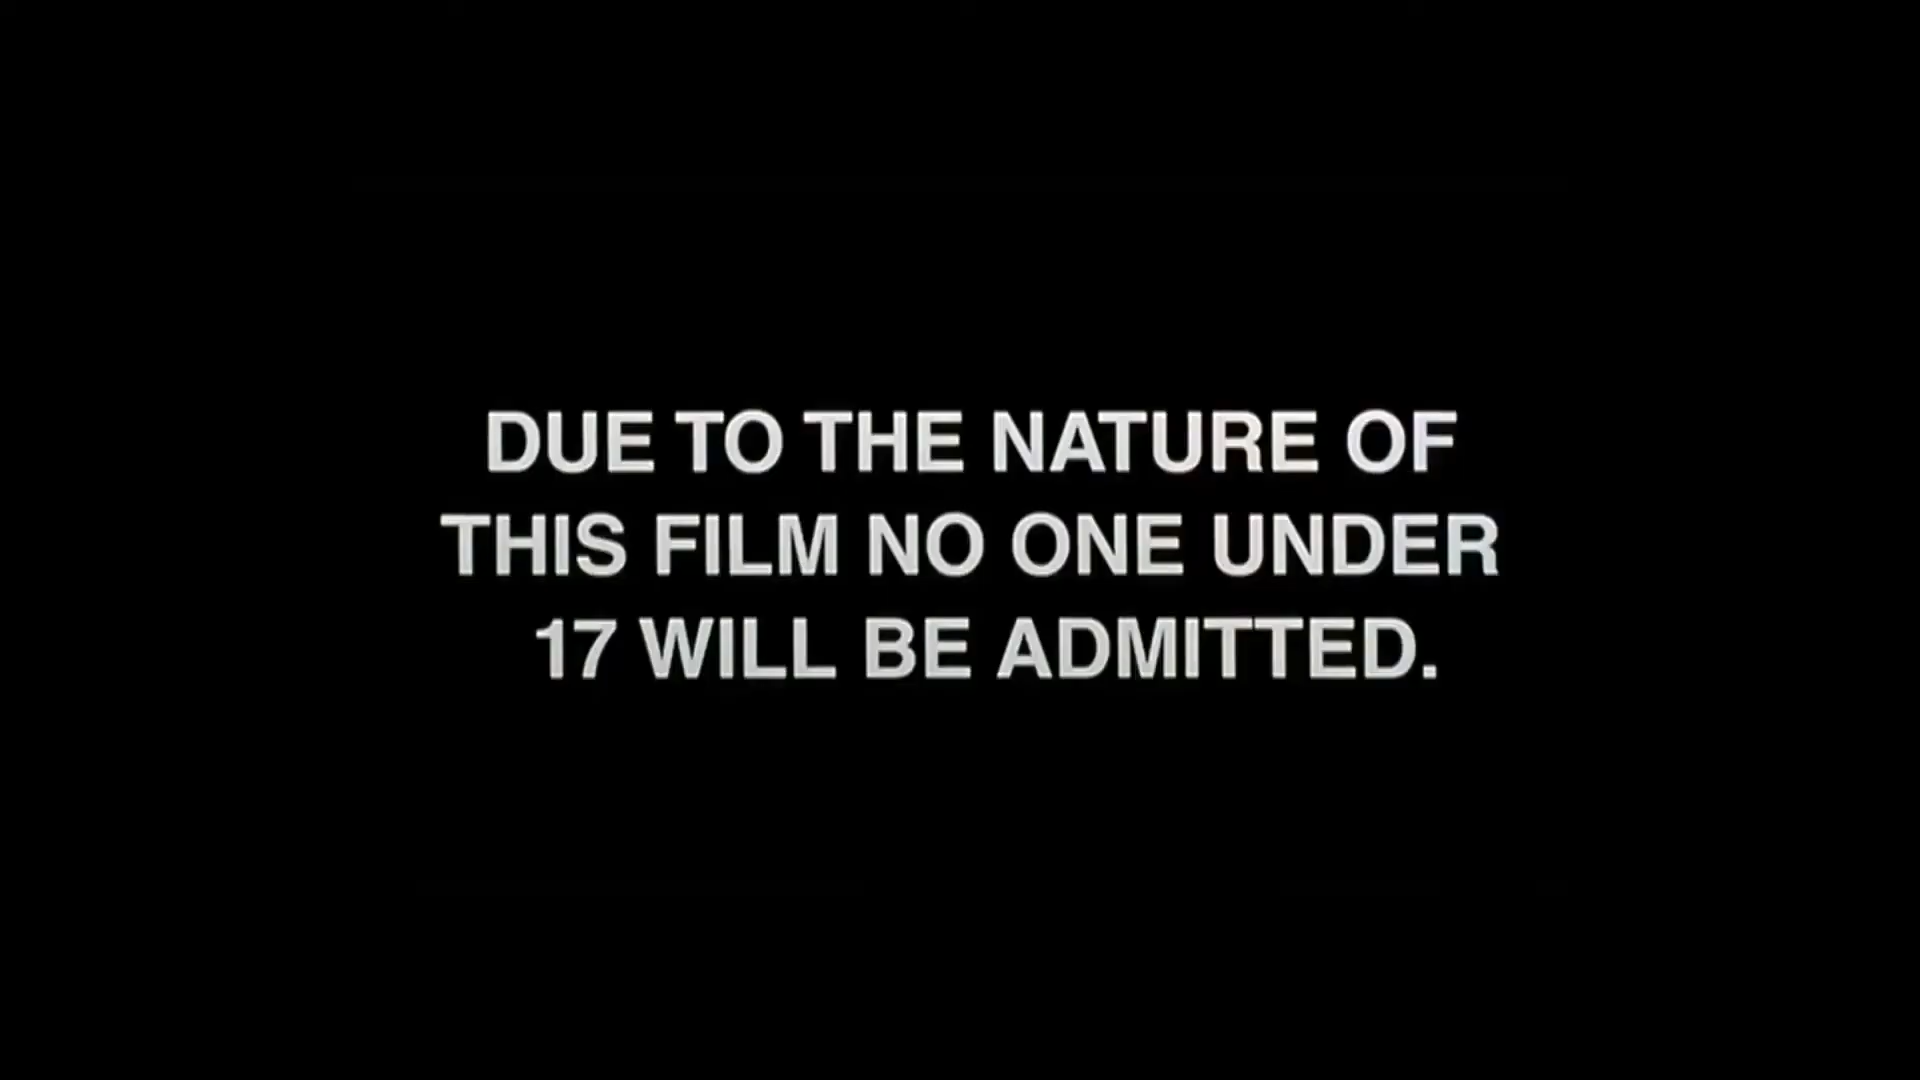 DUE TO THE NATURE OF
THIS FILM NO ONE UNDER
17 WILL BE ADMITTED.